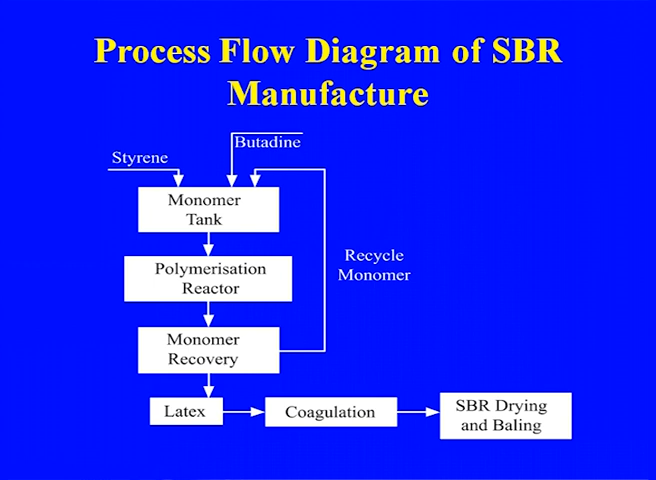 Process Flow Diagram of SBR
Manufacture
Butadine
Styrene
Monomer
Tank
Recycle
Monomer
Polymerisation
Reactor
Monomer
Recovery
Latex
Coagulation
SBR Drying
and Baling